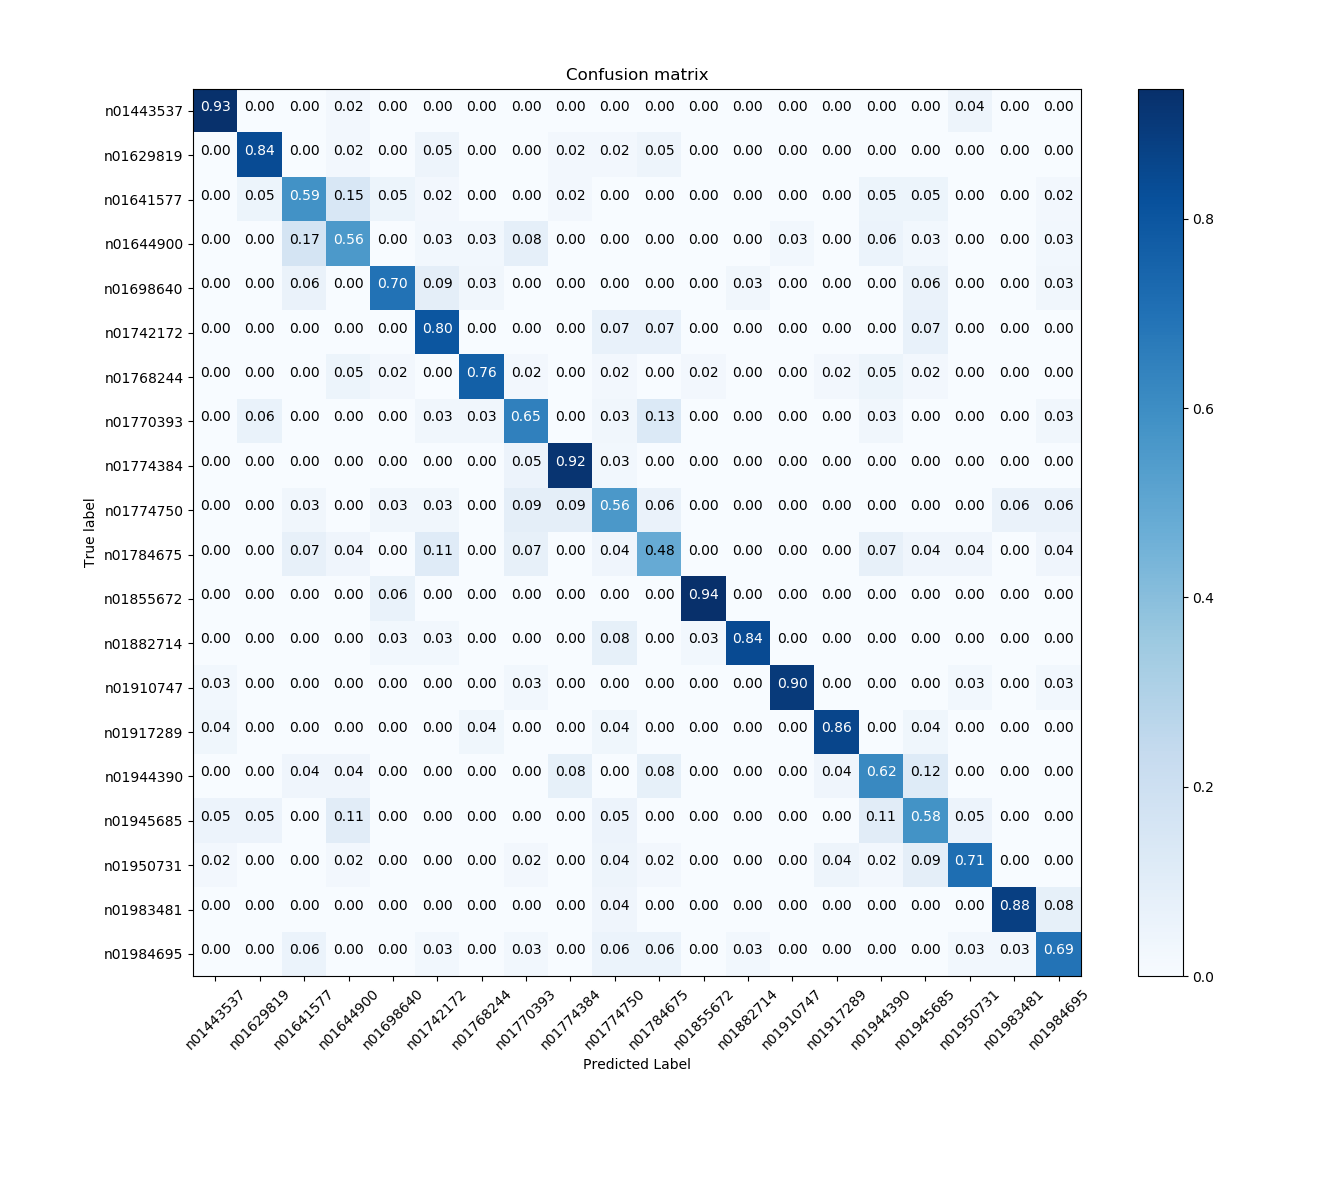 Confusion matrix
n01443537 0.93 0.00 0.00 0.02 0.00 0.00 0.00 0.00 0.00 0.00 0.00 0.00 0.00 0.00 0.00 0.00 0.00 0.04 0.00 0.00
n01629819 0.00 0.84 0.00 0.02 0.00 0.05 0.00 0.00 0.02 0.02 0.05 0.00 0.00 0.00 0.00 0.00 0.00 0.00 0.00 0.00
n01641577 0.00 0.05 0.59 0.15 0.05 0.02 0.00 0.00 0.02 0.00 0.00 0.00 0.00 0.00 0.00 0.05 0.05 0.00 0.00 0.02
n01644900 0.00 0.00 0.17 0.56 0.00 0.03 0.03 0.08 0.00 0.00 0.00 0.00 0.00 0.03 0.00 0.06 0.03 0.00 0.00 0.03
n01698640 0.00 0.00 0.06 0.00 0.70 0.09 0.03 0.00 0.00 0.00 0.00 0.00 0.03 0.00 0.00 0.00 0.06 0.00 0.00 0.03
n01742172 0.00 0.00 0.00 0.00 0.00 0.80 0.00 0.00 0.00 0.07 0.07 0.00 0.00 0.00 0.00 0.00 0.07 0.00 0.00 0.00
n01768244 0.00 0.00 0.00 0.05 0.02 0.00 0.76 0.02 0.00 0.02 0.00 0.02 0.00 0.00 0.02 0.05 0.02 0.00 0.00 0.00
n01770393 0.00 0.06 0.00 0.00 0.00 0.03 0.03 0.65 0.00 0.03 0.13 0.00 0.00 0.00 0.00 0.03 0.00 0.00 0.00 0.03
n01774384 0.00 0.00 0.00 0.00 0.00 0.00 0.00 0.05 0.92 0.03 0.00 0.00 0.00 0.00 0.00 0.00 0.00 0.00 0.00 0.00
n01774750 0.00 0.00 0.03 0.00 0.03 0.03 0.00 0.09 0.09 0.56 0.06 0.00 0.00 0.00 0.00 0.00 0.00 0.00 0.06 0.06
n01784675 0.00 0.00 0.07 0.04 0.00 0.11 0.00 0.07 0.00 0.04 0.48 0.00 0.00 0.00 0.00 0.07 0.04 0.04 0.00 0.04
n01855672 0.00 0.00 0.00 0.00 0.06 0.00 0.00 0.00 0.00 0.00 0.00 0.94 0.00 0.00 0.00 0.00 0.00 0.00 0.00 0.00
n01882714 0.00 0.00 0.00 0.00 0.03 0.03 0.00 0.00 0.00 0.08 0.00 0.03 0.84 0.00 0.00 0.00 0.00 0.00 0.00 0.00
n01910747 0.03 0.00 0.00 0.00 0.00 0.00 0.00 0.03 0.00 0.00 0.00 0.00 0.00 0.90 0.00 0.00 0.00 0.03 0.00 0.03
n01917289 0.04 0.00 0.00 0.00 0.00 0.00 0.04 0.00 0.00 0.04 0.00 0.00 0.00 0.00 0.86 0.00 0.04 0.00 0.00 0.00
n01944390 0.00 0.00 0.04 0.04 0.00 0.00 0.00 0.00 0.08 0.00 0.08 0.00 0.00 0.00 0.04 0.62 0.12 0.00 0.00 0.00
n01945685 0.05 0.05 0.00 0.11 0.00 0.00 0.00 0.00 0.00 0.05 0.00 0.00 0.00 0.00 0.00 0.11 0.58 0.05 0.00 0.00
n01950731 0.02 0.00 0.00 0.02 0.00 0.00 0.00 0.02 0.00 0.04 0.02 0.00 0.00 0.00 0.04 0.02 0.09 0.71 0.00 0.00
n01983481 0.00 0.00 0.00 0.00 0.00 0.00 0.00 0.00 0.00 0.04 0.00 0.00 0.00 0.00 0.00 0.00 0.00 0.00 0.88 0.08
n01984695 0.00 0.00 0.06 0.00 0.00 0.03 0.00 0.03 0.00 0.06 0.06 0.00 0.03 0.00 0.00 0.00 0.00 0.03 0.03 0.69
n01443537 n01629819 n01641577 n01644900 n01698640 n01742172 n01768244 n01770393 n01774384 n01774750 n01784675 n01855672 n01882714 n01910747 n01917289 n01944390 n01945685 n01950731 n01983481 n01984695
Predicted Label
True label
0.8
0.6
0.4
0.2
0.0